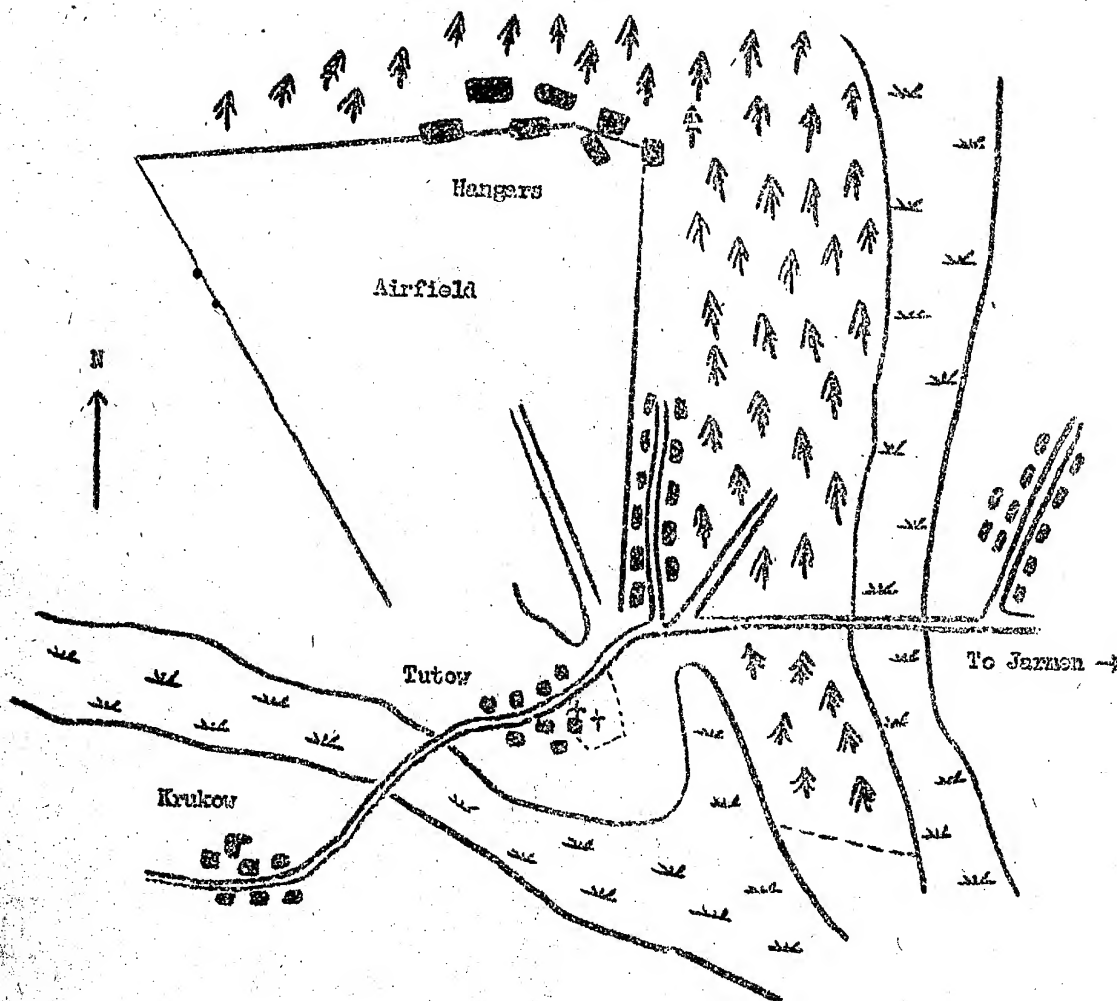 Hangars
Airfield
N
Tutow
To Jarmen →
Krukow